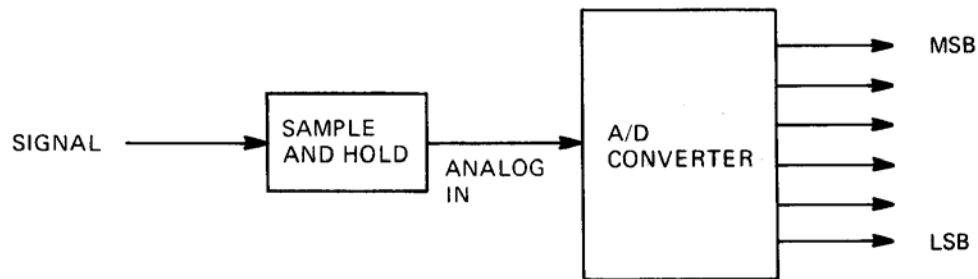 MSB
SIGNAL
SAMPLE
AND HOLD
ANALOG
IN
A/D
CONVERTER
LSB